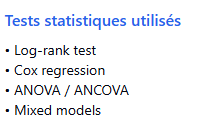 Tests statistiques utilisés
• Log-rank test
• Cox regression
• ANOVA / ANCOVA
• Mixed models